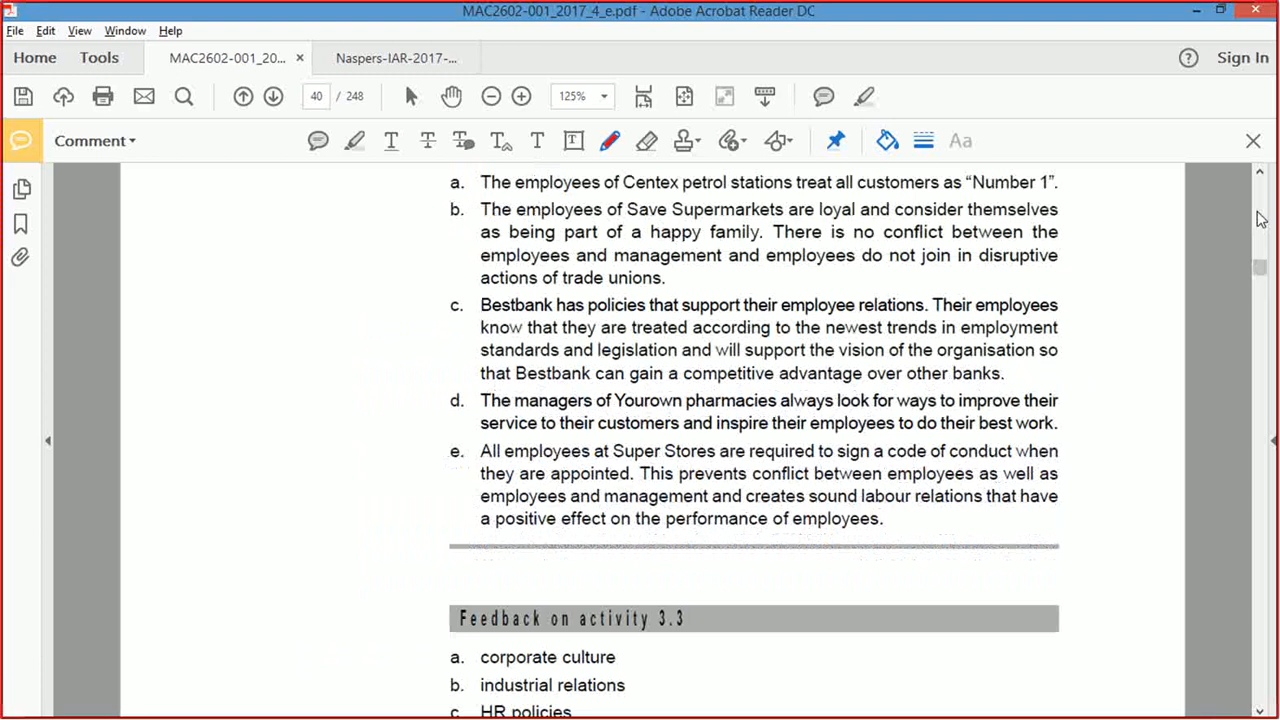 MAC2602-001_2017_4_e.pdf - Adobe Acrobat Reader DC
File Edit View Window Help
Home Tools MAC2602-001_20... × Naspers-IAR-2017-... Sign In
40 / 248 125%
Comment
a. The employees of Centex petrol stations treat all customers as “Number 1”.
b. The employees of Save Supermarkets are loyal and consider themselves
as being part of a happy family. There is no conflict between the
employees and management and employees do not join in disruptive
actions of trade unions.
c. Bestbank has policies that support their employee relations. Their employees
know that they are treated according to the newest trends in employment
standards and legislation and will support the vision of the organisation so
that Bestbank can gain a competitive advantage over other banks.
d. The managers of Yourown pharmacies always look for ways to improve their
service to their customers and inspire their employees to do their best work.
e. All employees at Super Stores are required to sign a code of conduct when
they are appointed. This prevents conflict between employees as well as
employees and management and creates sound labour relations that have
a positive effect on the performance of employees.
Feedback on activity 3.3
a. corporate culture
b. industrial relations
c. HR policies